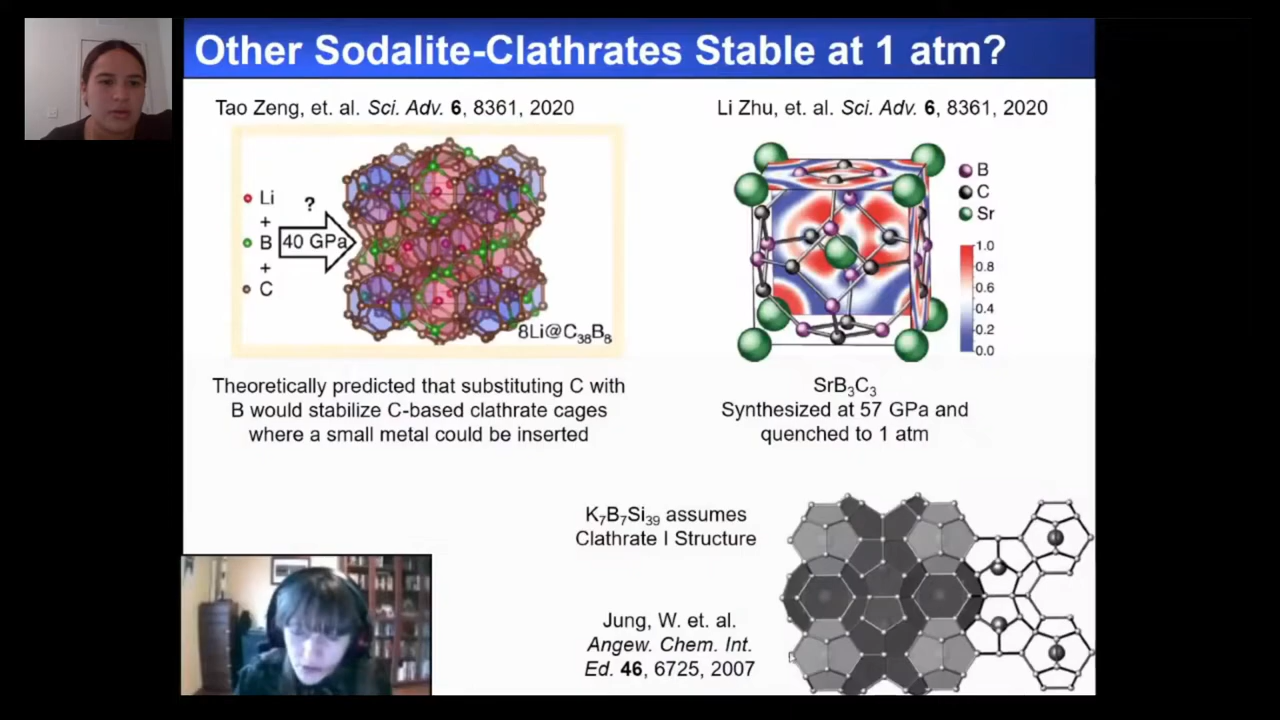 Other Sodalite-Clathrates Stable at 1 atm?
Tao Zeng, et. al. Sci. Adv. 6, 8361, 2020
Li
+
B
+
C
?
40 GPa
8Li@C₃₈B₈
Theoretically predicted that substituting C with
B would stabilize C-based clathrate cages
where a small metal could be inserted
Li Zhu, et. al. Sci. Adv. 6, 8361, 2020
B
C
Sr
1.0
0.8
0.6
0.4
0.2
0.0
SrB₃C₃
Synthesized at 57 GPa and
quenched to 1 atm
K₇B₇Si₃₉ assumes
Clathrate I Structure
Jung, W. et. al.
Angew. Chem. Int.
Ed. 46, 6725, 2007